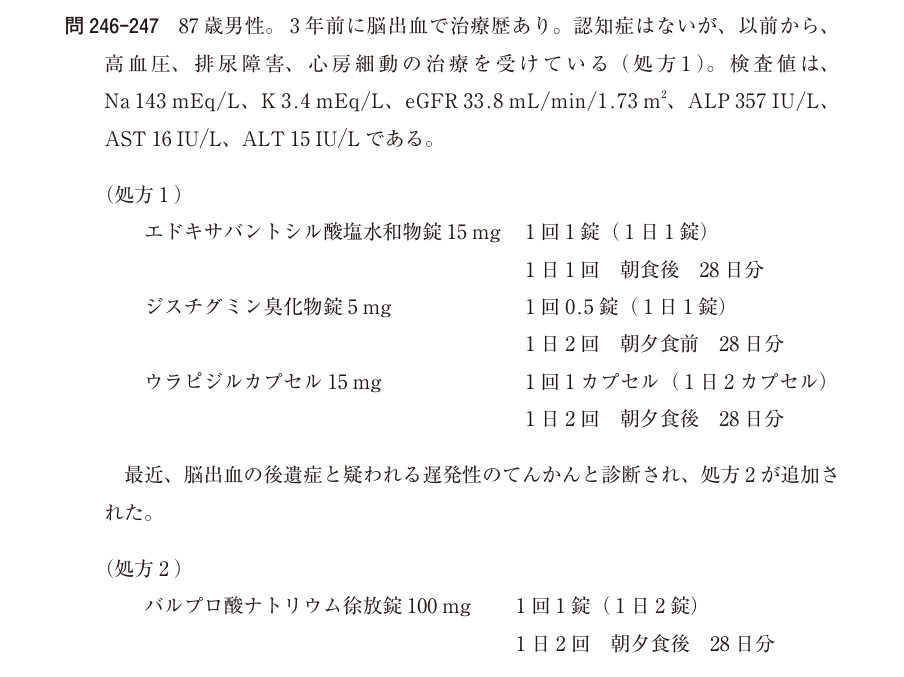 問 246-247 87 歳男性。3 年前に脳出血で治療歴あり。認知症はないが、以前から、
高血圧、排尿障害、心房細動の治療を受けている（処方1）。検査値は、
Na 143 mEq/L、K 3.4 mEq/L、eGFR 33.8 mL/min/1.73 m²、ALP 357 IU/L、
AST 16 IU/L、ALT 15 IU/L である。
（処方 1）
エドキサバントシル酸塩水和物錠 15 mg 1 回 1 錠（1 日 1 錠）
1 日 1 回 朝食後 28 日分
ジスチグミン臭化物錠 5 mg 1 回 0.5 錠（1 日 1 錠）
1 日 2 回 朝夕食前 28 日分
ウラピジルカプセル 15 mg 1 回 1 カプセル（1 日 2 カプセル）
1 日 2 回 朝夕食後 28 日分
最近、脳出血の後遺症と疑われる遅発性のてんかんと診断され、処方 2 が追加さ
れた。
（処方 2）
バルプロ酸ナトリウム徐放錠 100 mg 1 回 1 錠（1 日 2 錠）
1 日 2 回 朝夕食後 28 日分